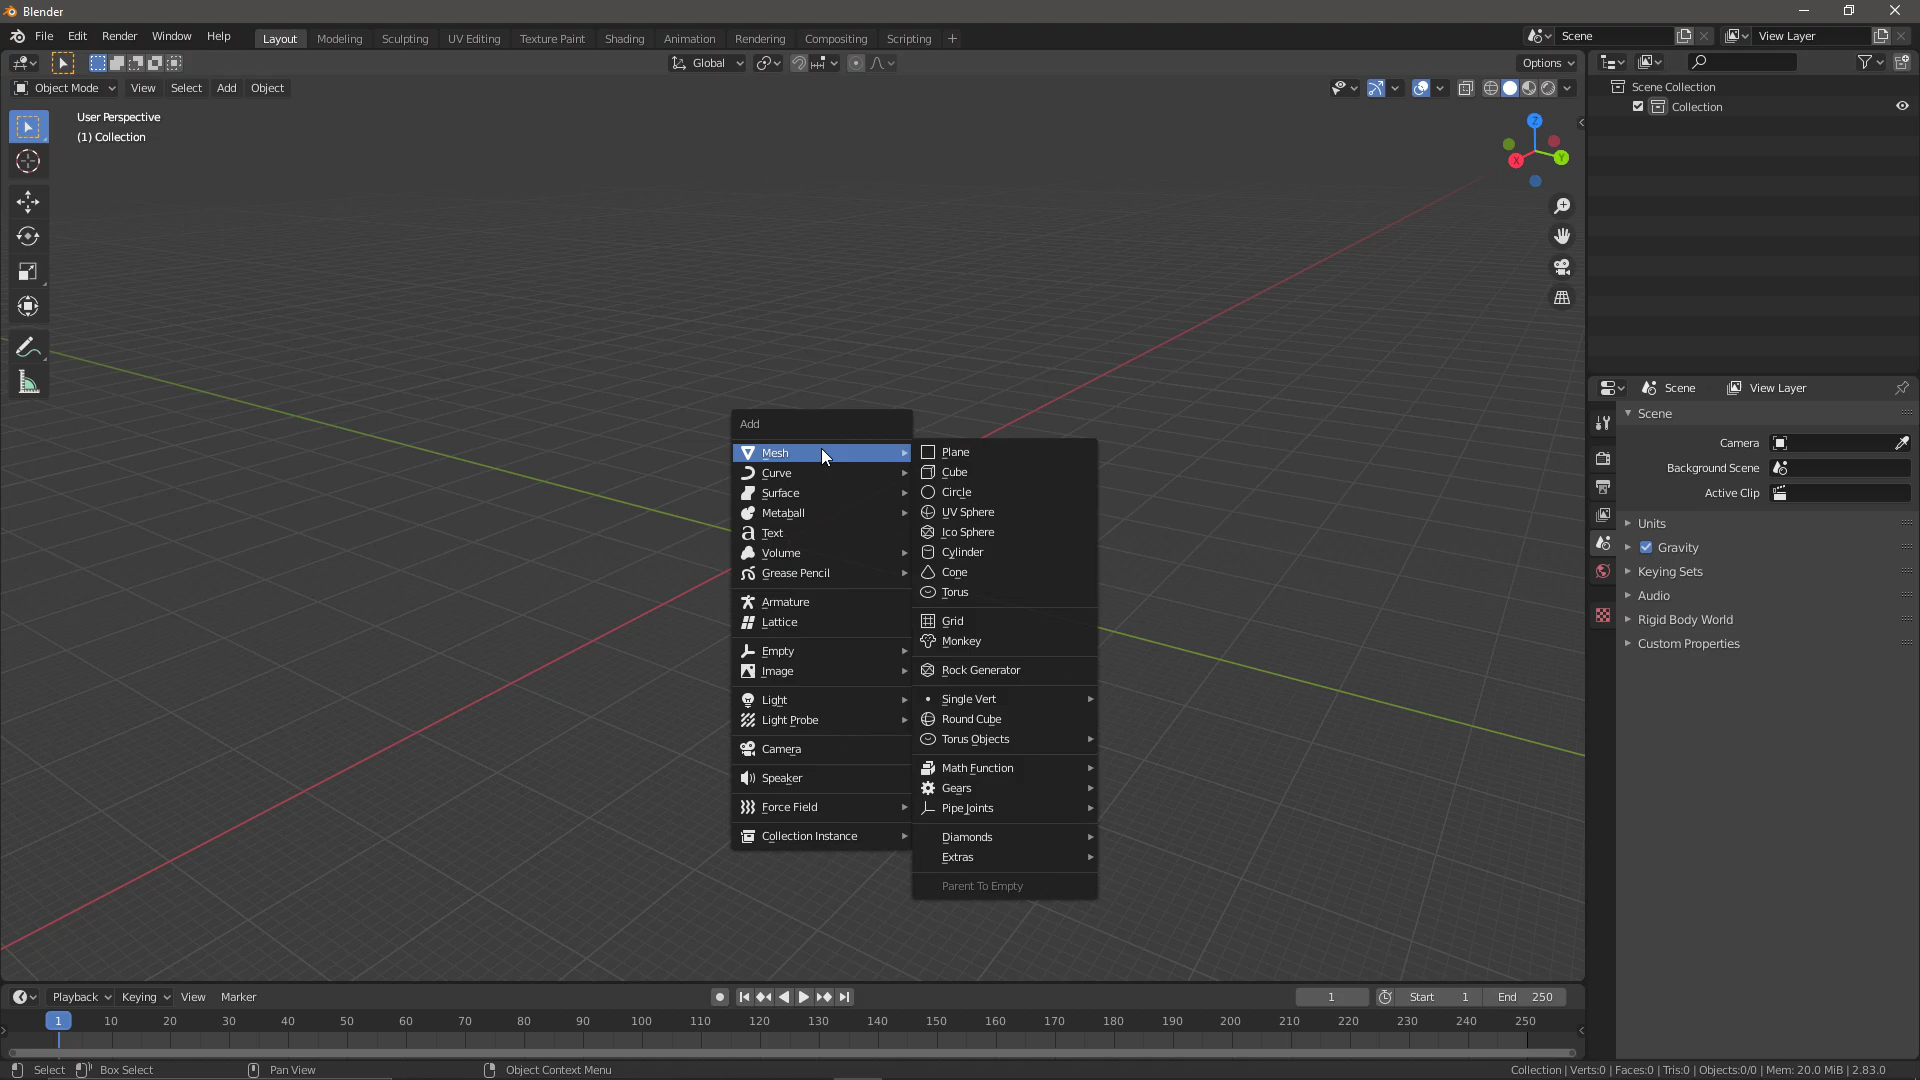 Blender
File Edit Render Window Help Layout Modeling Sculpting UV Editing Texture Paint Shading Animation Rendering Compositing Scripting + Scene View Layer
Global Options
Object Mode View Select Add Object
User Perspective
(1) Collection
Z
X Y
Scene Collection
Collection
Scene View Layer
Scene
Camera
Background Scene
Active Clip
Units
Gravity
Keying Sets
Audio
Rigid Body World
Custom Properties
Add
Mesh
Curve
Surface
Metaball
Text
Volume
Grease Pencil
Armature
Lattice
Empty
Image
Light
Light Probe
Camera
Speaker
Force Field
Collection Instance
Plane
Cube
Circle
UV Sphere
Ico Sphere
Cylinder
Cone
Torus
Grid
Monkey
Rock Generator
Single Vert
Round Cube
Torus Objects
Math Function
Gears
Pipe Joints
Diamonds
Extras
Parent To Empty
Playback Keying View Marker 1 Start 1 End 250
1 10 20 30 40 50 60 70 80 90 100 110 120 130 140 150 160 170 180 190 200 210 220 230 240 250
Select Box Select Pan View Object Context Menu Collection | Verts:0 | Faces:0 | Tris:0 | Objects:0/0 | Mem: 20.0 MiB | 2.83.0